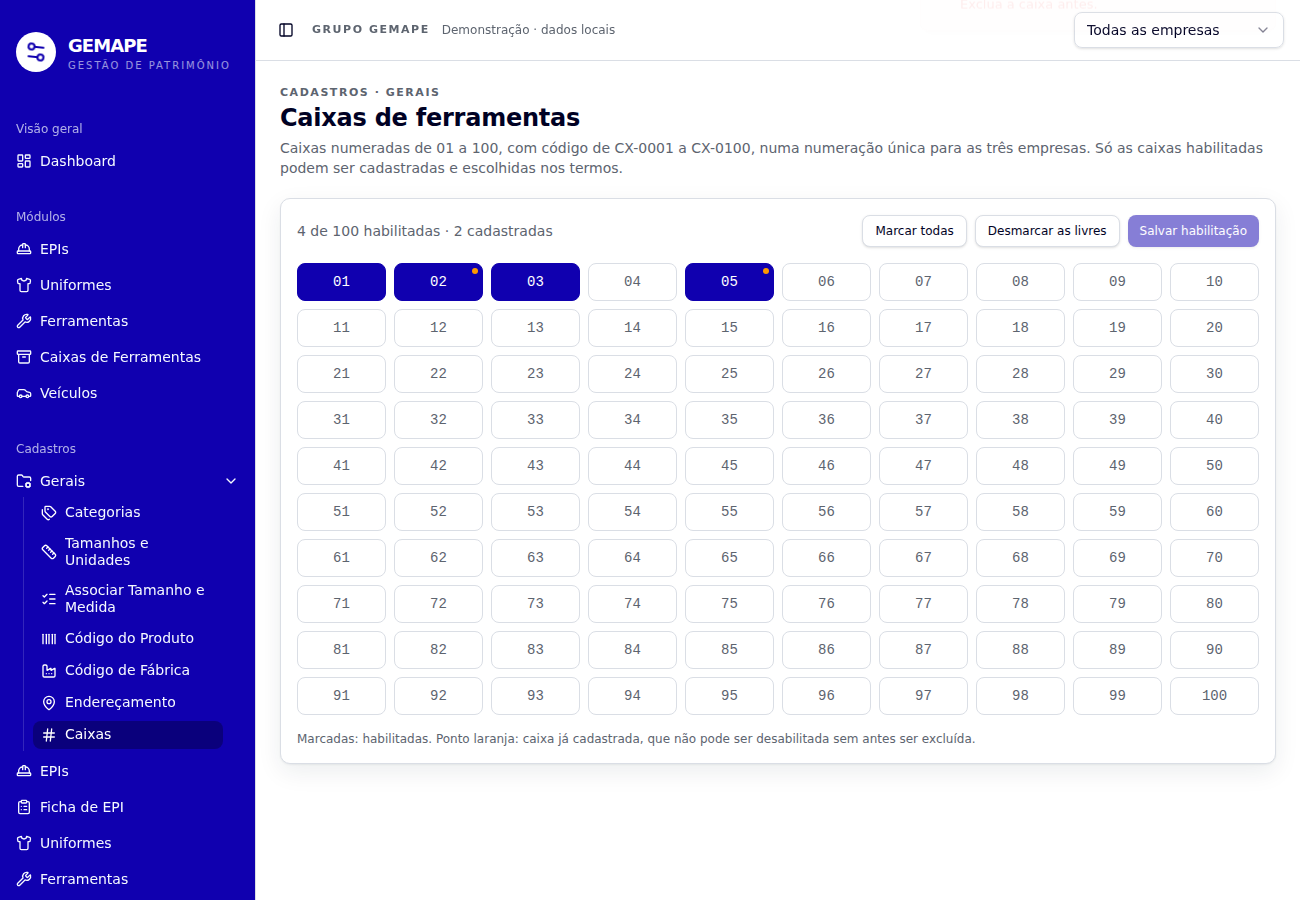 GEMAPE
GESTÃO DE PATRIMÔNIO
Visão geral
Dashboard
Módulos
EPIs
Uniformes
Ferramentas
Caixas de Ferramentas
Veículos
Cadastros
Gerais
Categorias
Tamanhos e
Unidades
Associar Tamanho e
Medida
Código do Produto
Código de Fábrica
Endereçamento
Caixas
EPIs
Ficha de EPI
Uniformes
Ferramentas
Exclua a caixa antes.
GRUPO GEMAPE Demonstração · dados locais Todas as empresas
CADASTROS · GERAIS
Caixas de ferramentas
Caixas numeradas de 01 a 100, com código de CX-0001 a CX-0100, numa numeração única para as três empresas. Só as caixas habilitadas
podem ser cadastradas e escolhidas nos termos.
4 de 100 habilitadas · 2 cadastradas Marcar todas Desmarcar as livres Salvar habilitação
01 02 03 04 05 06 07 08 09 10
11 12 13 14 15 16 17 18 19 20
21 22 23 24 25 26 27 28 29 30
31 32 33 34 35 36 37 38 39 40
41 42 43 44 45 46 47 48 49 50
51 52 53 54 55 56 57 58 59 60
61 62 63 64 65 66 67 68 69 70
71 72 73 74 75 76 77 78 79 80
81 82 83 84 85 86 87 88 89 90
91 92 93 94 95 96 97 98 99 100
Marcadas: habilitadas. Ponto laranja: caixa já cadastrada, que não pode ser desabilitada sem antes ser excluída.